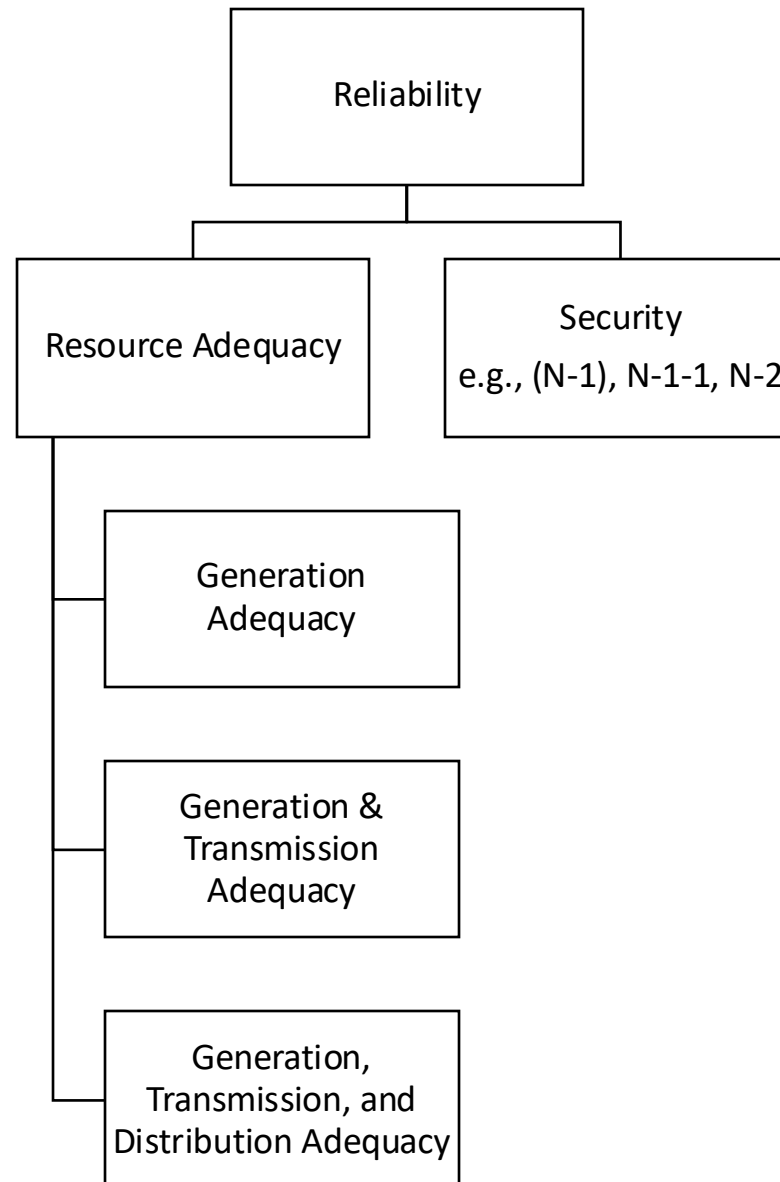 Reliability
Resource Adequacy
Security
e.g., (N-1), N-1-1, N-2
Generation
Adequacy
Generation &
Transmission
Adequacy
Generation,
Transmission, and
Distribution Adequacy